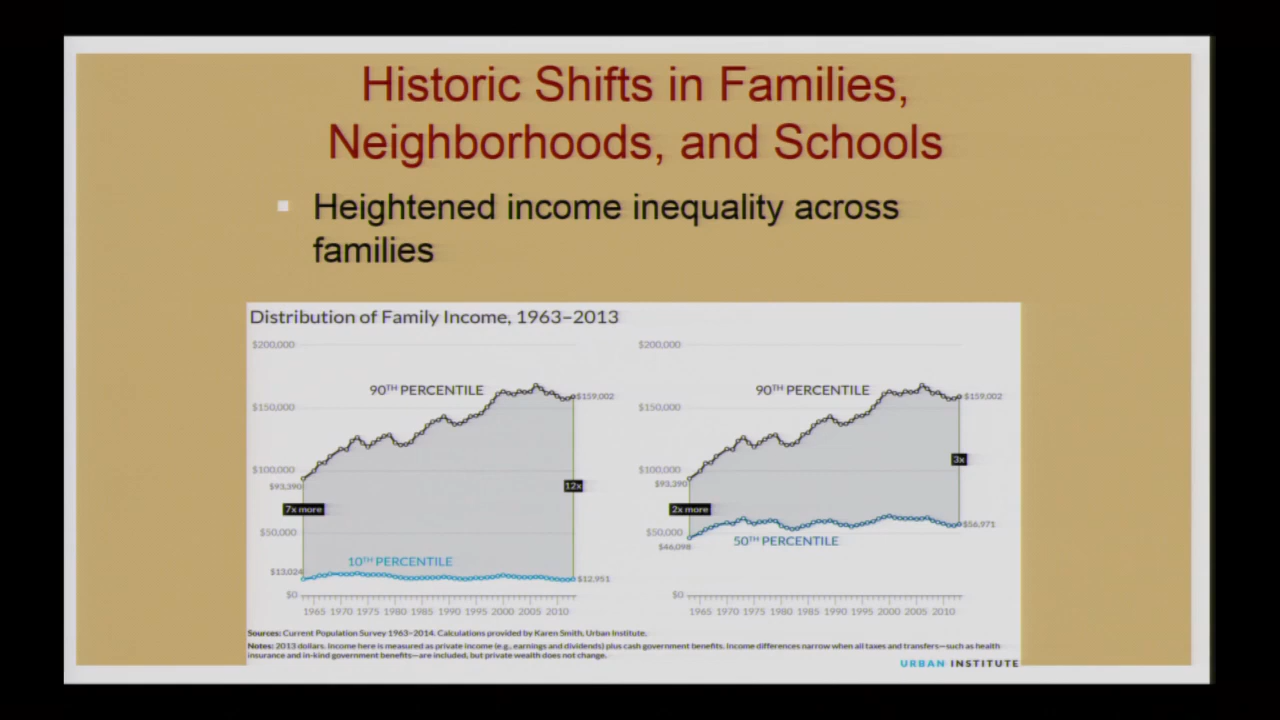 Historic Shifts in Families,
Neighborhoods, and Schools
Heightened income inequality across
families
Distribution of Family Income, 1963–2013
$200,000
90TH PERCENTILE
$159,002
$150,000
$100,000
$93,390
12x
7x more
$50,000
10TH PERCENTILE
$13,024
$12,951
$0
1965 1970 1975 1980 1985 1990 1995 2000 2005 2010
$200,000
90TH PERCENTILE
$159,002
$150,000
3x
$100,000
$93,390
2x more
$56,971
$50,000
50TH PERCENTILE
$46,098
$0
1965 1970 1975 1980 1985 1990 1995 2000 2005 2010
Sources: Current Population Survey 1963–2014. Calculations provided by Karen Smith, Urban Institute.
Notes: 2013 dollars. Income here is measured as private income (e.g., earnings and dividends) plus cash government benefits. Income differences narrow when all taxes and transfers—such as health
insurance and in-kind government benefits—are included, but private wealth does not change.
URBAN INSTITUTE